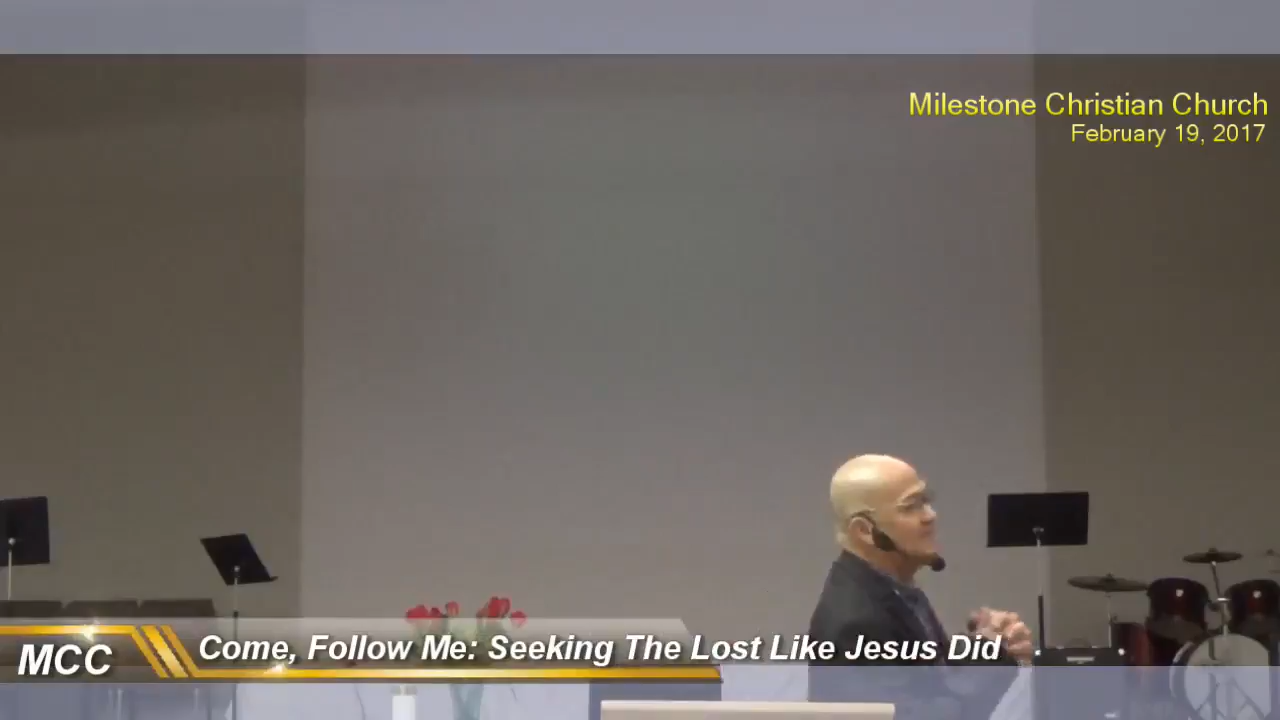 Milestone Christian Church
February 19, 2017
MCC
Come, Follow Me: Seeking The Lost Like Jesus Did